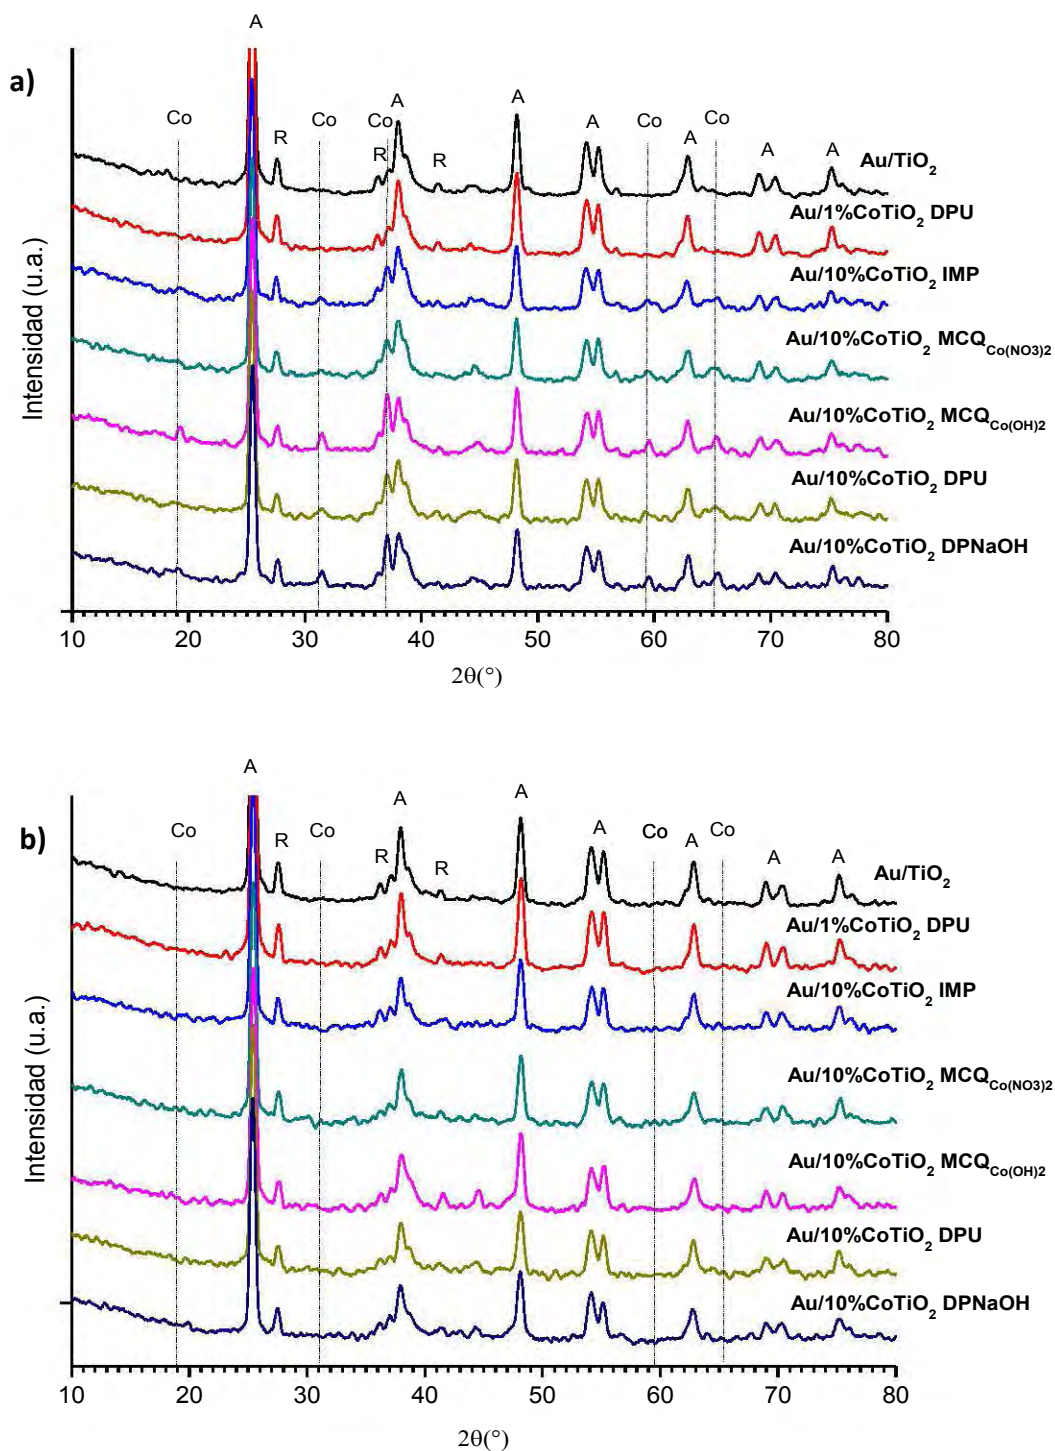 A
a)
Co
Co
Co
A
A
Co
Co
A
R
R
R
A
A
A
Au/TiO2
Au/1%CoTiO2 DPU
Au/10%CoTiO2 IMP
Au/10%CoTiO2 MCQCo(NO3)2
Au/10%CoTiO2 MCQCo(OH)2
Au/10%CoTiO2 DPU
Au/10%CoTiO2 DPNaOH
Intensidad (u.a.)
10 20 30 40 50 60 70 80
2θ(°)
A
b)
Co
R
Co
R
A
R
A
A
Co
A
Co
A
A
Au/TiO2
Au/1%CoTiO2 DPU
Au/10%CoTiO2 IMP
Au/10%CoTiO2 MCQCo(NO3)2
Au/10%CoTiO2 MCQCo(OH)2
Au/10%CoTiO2 DPU
Au/10%CoTiO2 DPNaOH
Intensidad (u.a.)
10 20 30 40 50 60 70 80
2θ(°)